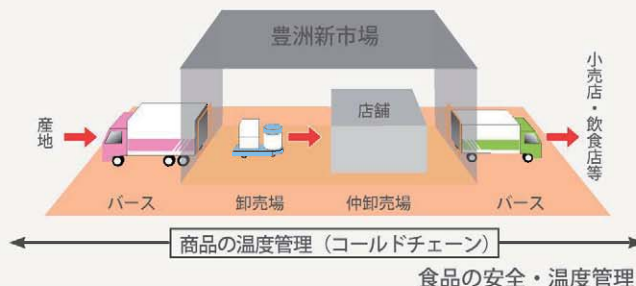 豊洲新市場
産地
店舗
小売店・飲食店等
バース
卸売場
仲卸売場
バース
商品の温度管理（コールドチェーン）
食品の安全・温度管理